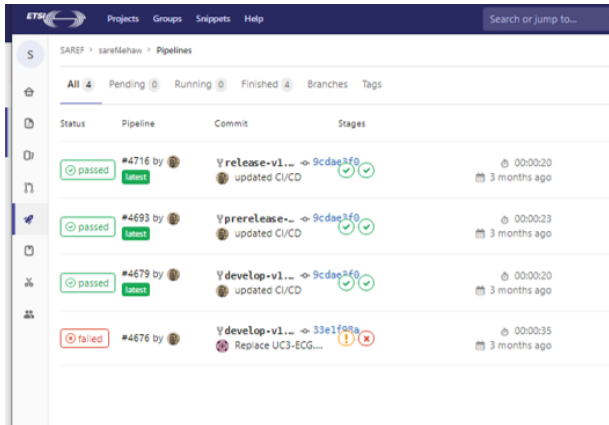 ETSI Projects Groups Snippets Help Search or jump to...
S SAREF > saref4ehaw > Pipelines
All 4 Pending 0 Running 0 Finished 4 Branches Tags
Status Pipeline Commit Stages
passed #4716 by release-v1.... 9cdae3f0 00:00:20
latest updated CI/CD 3 months ago
passed #4693 by prerelease-... 9cdae3f0 00:00:23
latest updated CI/CD 3 months ago
passed #4679 by develop-v1.... 9cdae3f0 00:00:20
latest updated CI/CD 3 months ago
failed #4676 by develop-v1.... 33e1f98a 00:00:35
Replace UC3-ECG.... 3 months ago